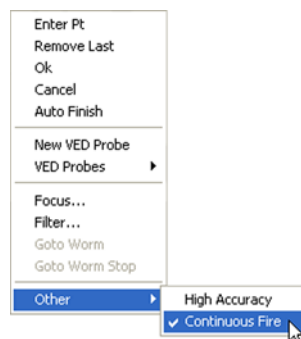 Enter Pt
Remove Last
Ok
Cancel
Auto Finish
New VED Probe
VED Probes
Focus...
Filter...
Goto Worm
Goto Worm Stop
Other
High Accuracy
Continuous Fire